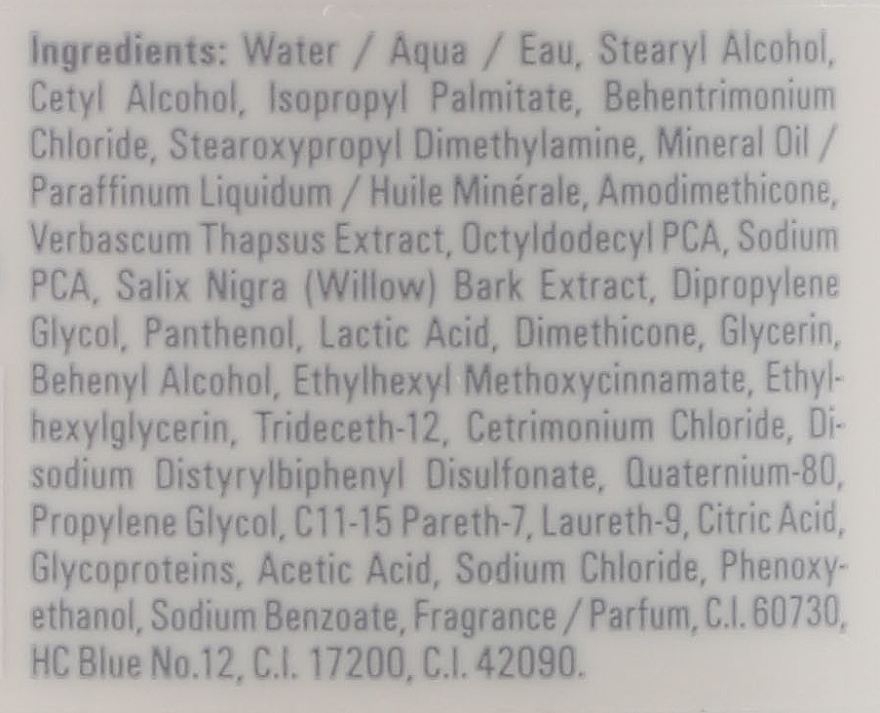 Ingredients: Water / Aqua / Eau, Stearyl Alcohol,
Cetyl Alcohol, Isopropyl Palmitate, Behentrimonium
Chloride, Stearoxypropyl Dimethylamine, Mineral Oil /
Paraffinum Liquidum / Huile Minérale, Amodimethicone,
Verbascum Thapsus Extract, Octyldodecyl PCA, Sodium
PCA, Salix Nigra (Willow) Bark Extract, Dipropylene
Glycol, Panthenol, Lactic Acid, Dimethicone, Glycerin,
Behenyl Alcohol, Ethylhexyl Methoxycinnamate, Ethyl-
hexylglycerin, Trideceth-12, Cetrimonium Chloride, Di-
sodium Distyrylbiphenyl Disulfonate, Quaternium-80,
Propylene Glycol, C11-15 Pareth-7, Laureth-9, Citric Acid,
Glycoproteins, Acetic Acid, Sodium Chloride, Phenoxy-
ethanol, Sodium Benzoate, Fragrance / Parfum, C.I. 60730,
HC Blue No.12, C.I. 17200, C.I. 42090.